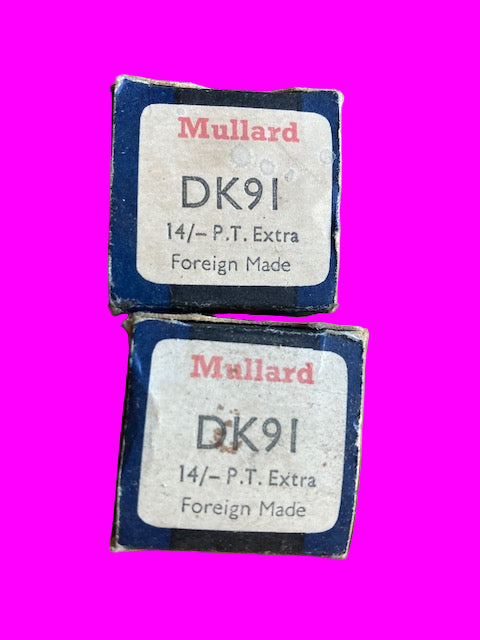 Mullard
DK91
14/- P.T. Extra
Foreign Made
Mullard
DK91
14/- P.T. Extra
Foreign Made